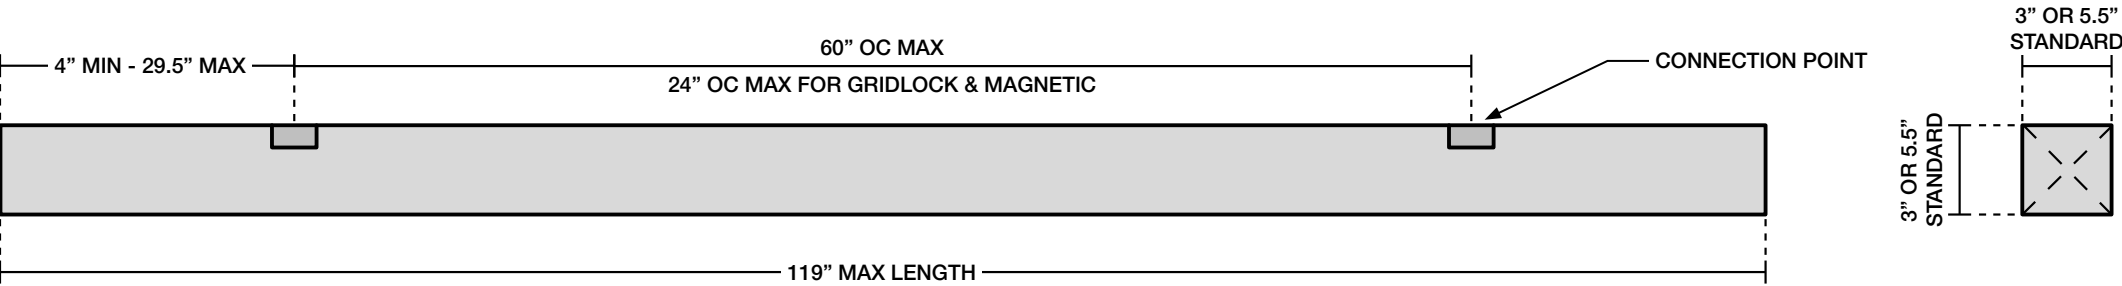 3” OR 5.5”
STANDARD
4” MIN - 29.5” MAX
60” OC MAX
24” OC MAX FOR GRIDLOCK & MAGNETIC
CONNECTION POINT
3” OR 5.5”
STANDARD
119” MAX LENGTH